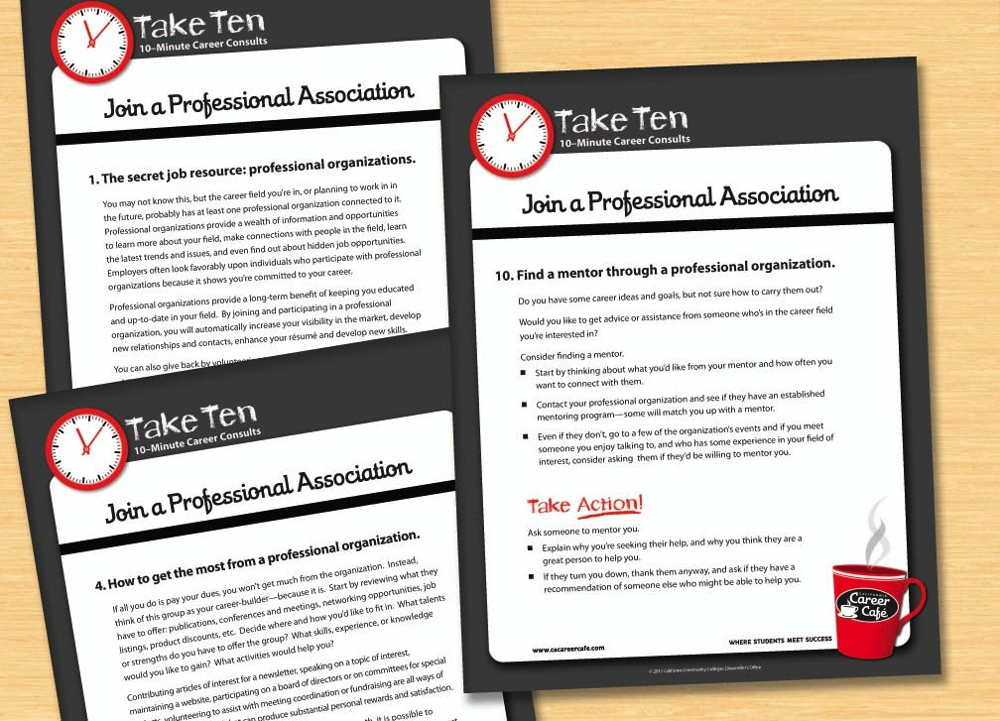 Take Ten
10–Minute Career Consults
Join a Professional Association
1. The secret job resource: professional organizations.
You may not know this, but the career field you're in, or planning to work in in
the future, probably has at least one professional organization connected to it.
Professional organizations provide a wealth of information and opportunities
to learn more about your field, make connections with people in the field, learn
the latest trends and issues, and even find out about hidden job opportunities.
Employers often look favorably upon individuals who participate with professional
organizations because it shows you're committed to your career.
Professional organizations provide a long-term benefit of keeping you educated
and up-to-date in your field. By joining and participating in a professional
organization, you will automatically increase your visibility in the market, develop
new relationships and contacts, enhance your résumé and develop new skills.
You can also give back by
Take Ten
10–Minute Career Consults
Join a Professional Association
4. How to get the most from a professional organization.
If all you do is pay your dues, you won't get much from the organization. Instead,
think of this group as your career-builder—because it is. Start by reviewing what they
have to offer: publications, conferences and meetings, networking opportunities, job
listings, product discounts, etc. Decide where and how you'd like to fit in. What talents
or strengths do you have to offer the group? What skills, experience, or knowledge
would you like to gain? What activities would help you?
Contributing articles of interest for a newsletter, speaking on a topic of interest,
maintaining a website, participating on a board of directors or on committees for special
volunteering to assist with meeting coordination or fundraising are all ways of
can produce substantial personal rewards and satisfaction.
it is possible to
Take Ten
10–Minute Career Consults
Join a Professional Association
10. Find a mentor through a professional organization.
Do you have some career ideas and goals, but not sure how to carry them out?
Would you like to get advice or assistance from someone who's in the career field
you're interested in?
Consider finding a mentor.
■ Start by thinking about what you'd like from your mentor and how often you
want to connect with them.
■ Contact your professional organization and see if they have an established
mentoring program—some will match you up with a mentor.
■ Even if they don't, go to a few of the organization's events and if you meet
someone you enjoy talking to, and who has some experience in your field of
interest, consider asking them if they'd be willing to mentor you.
Take Action!
Ask someone to mentor you.
■ Explain why you're seeking their help, and why you think they are a
great person to help you.
■ If they turn you down, thank them anyway, and ask if they have a
recommendation of someone else who might be able to help you.
CALIFORNIA
Career
Café
www.cacareercafe.com
WHERE STUDENTS MEET SUCCESS
© 2011 California Community Colleges, Chancellor's Office